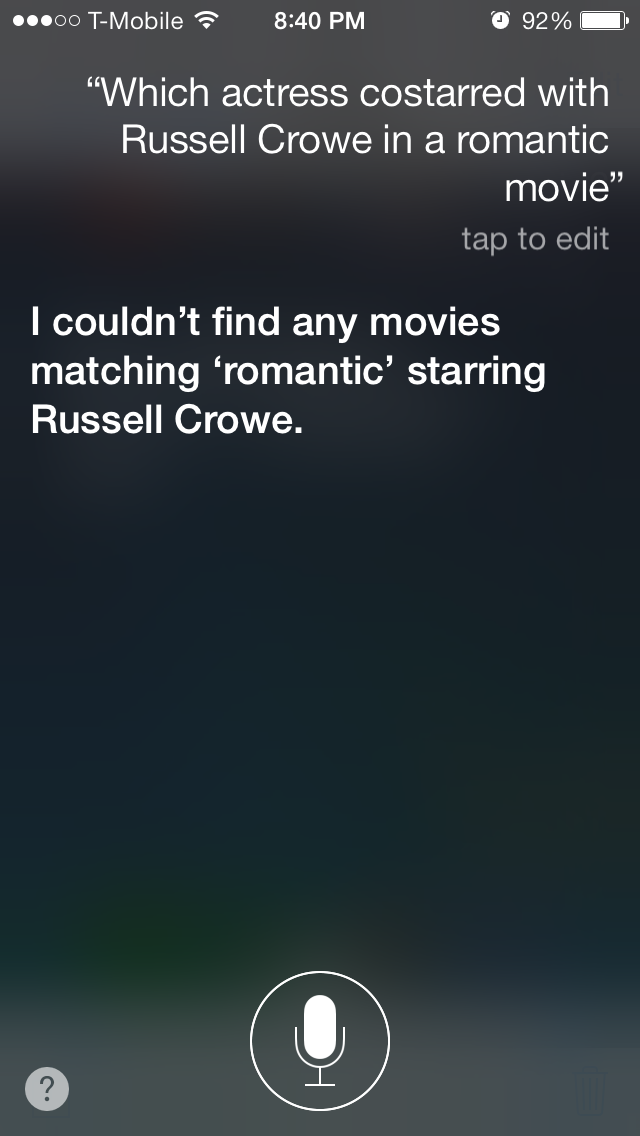 T-Mobile 8:40 PM 92%
“Which actress costarred with
Russell Crowe in a romantic
movie”
tap to edit
I couldn’t find any movies
matching ‘romantic’ starring
Russell Crowe.
?